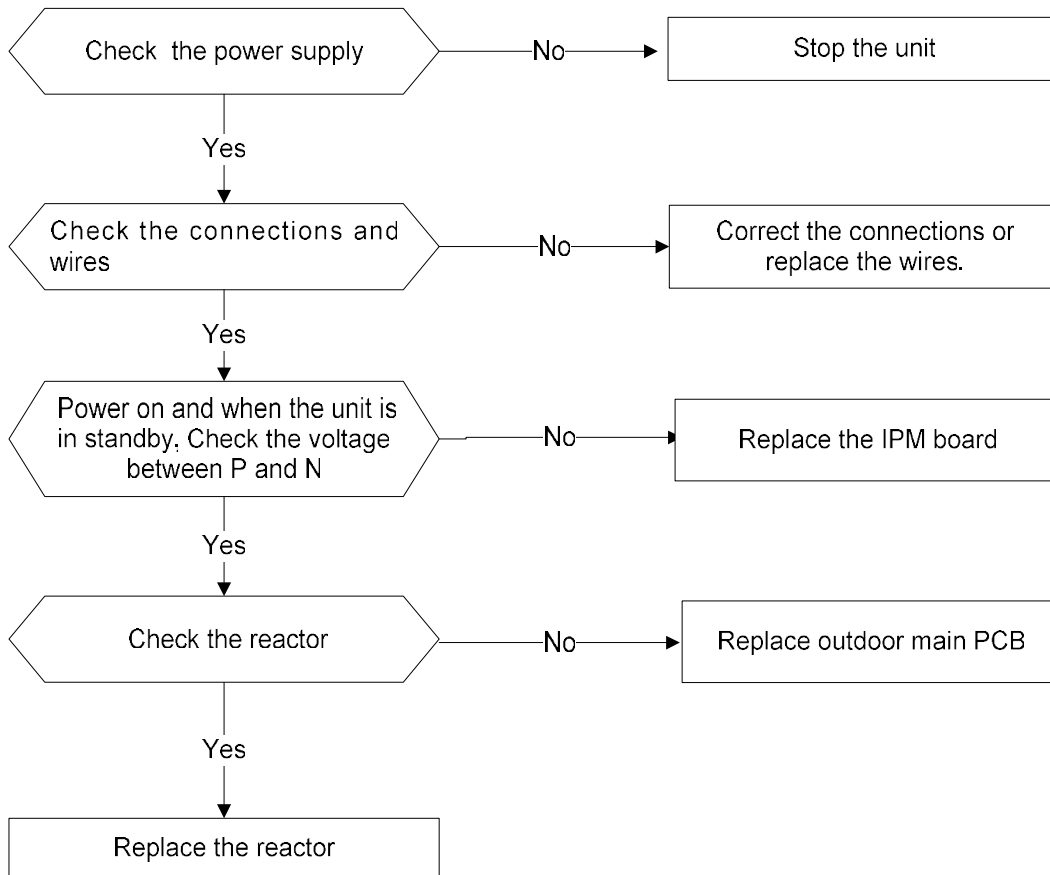 Check the power supply
No
Stop the unit
Yes
Check the connections and
wires
No
Correct the connections or
replace the wires.
Yes
Power on and when the unit is
in standby, Check the voltage
between P and N
No
Replace the IPM board
Yes
Check the reactor
No
Replace outdoor main PCB
Yes
Replace the reactor